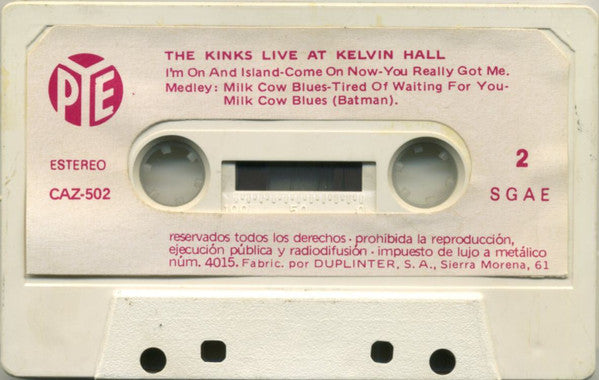 PYE
THE KINKS LIVE AT KELVIN HALL
I'm On And Island-Come On Now-You Really Got Me.
Medley: Milk Cow Blues-Tired Of Waiting For You-
Milk Cow Blues (Batman).
ESTEREO
CAZ-502
2
SGAE
reservados todos los derechos · prohibida la reproducción,
ejecución pública y radiodifusión · impuesto de lujo a metálico
núm. 4015. Fabric. por DUPLINTER, S.A., Sierra Morena, 61